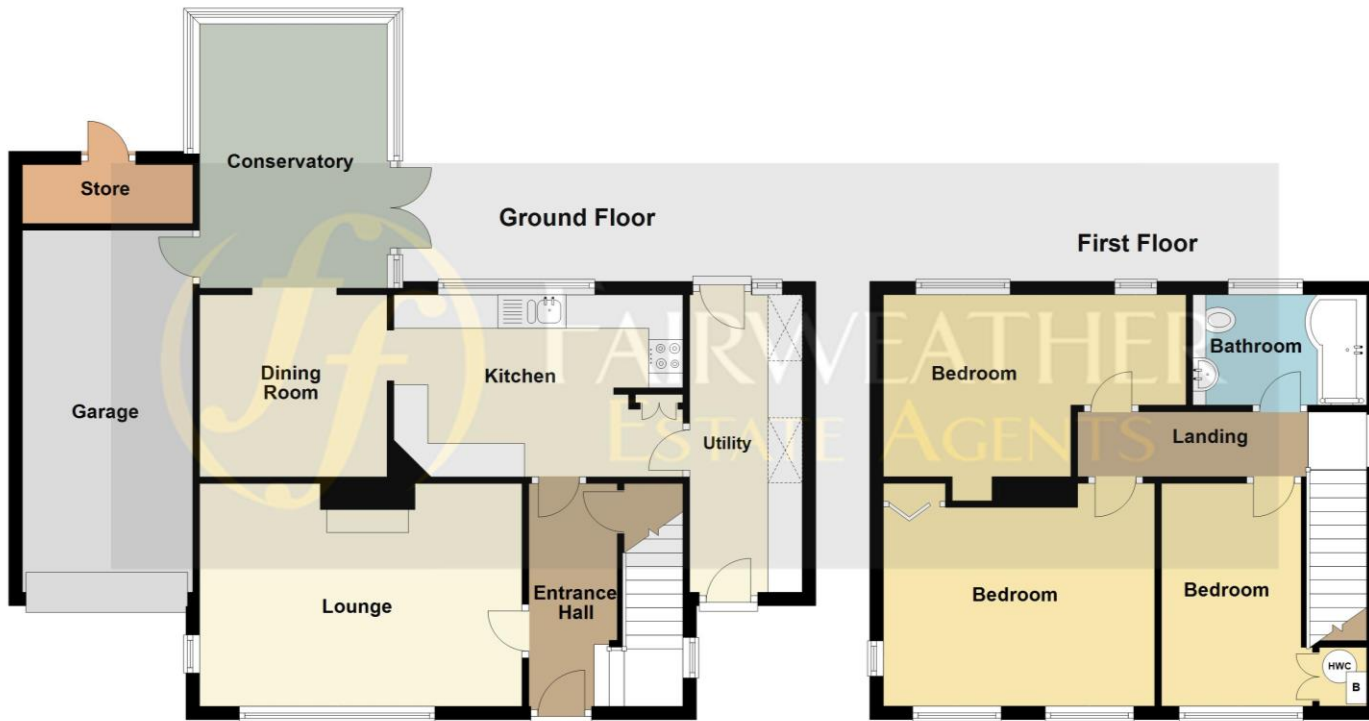 Conservatory
Store
Ground Floor
First Floor
FAIRWEATHER
ESTATE AGENTS
Dining
Room
Kitchen
Garage
Utility
Lounge
Entrance
Hall
Bedroom
Bathroom
Landing
Bedroom
Bedroom
HWC
B